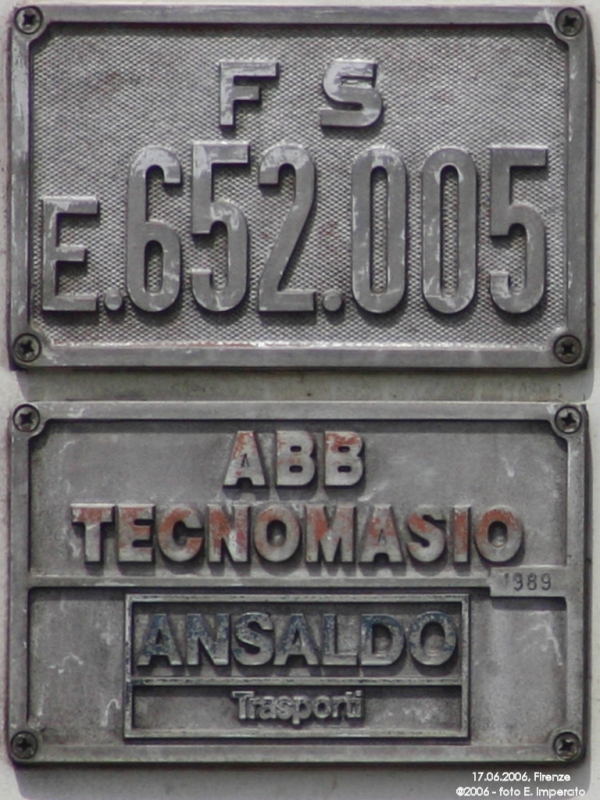 F S
E.652.005
ABB
TECNOMASIO
1989
ANSALDO
Trasporti
17.06.2006, Firenze
©2006 - foto E. Imperato